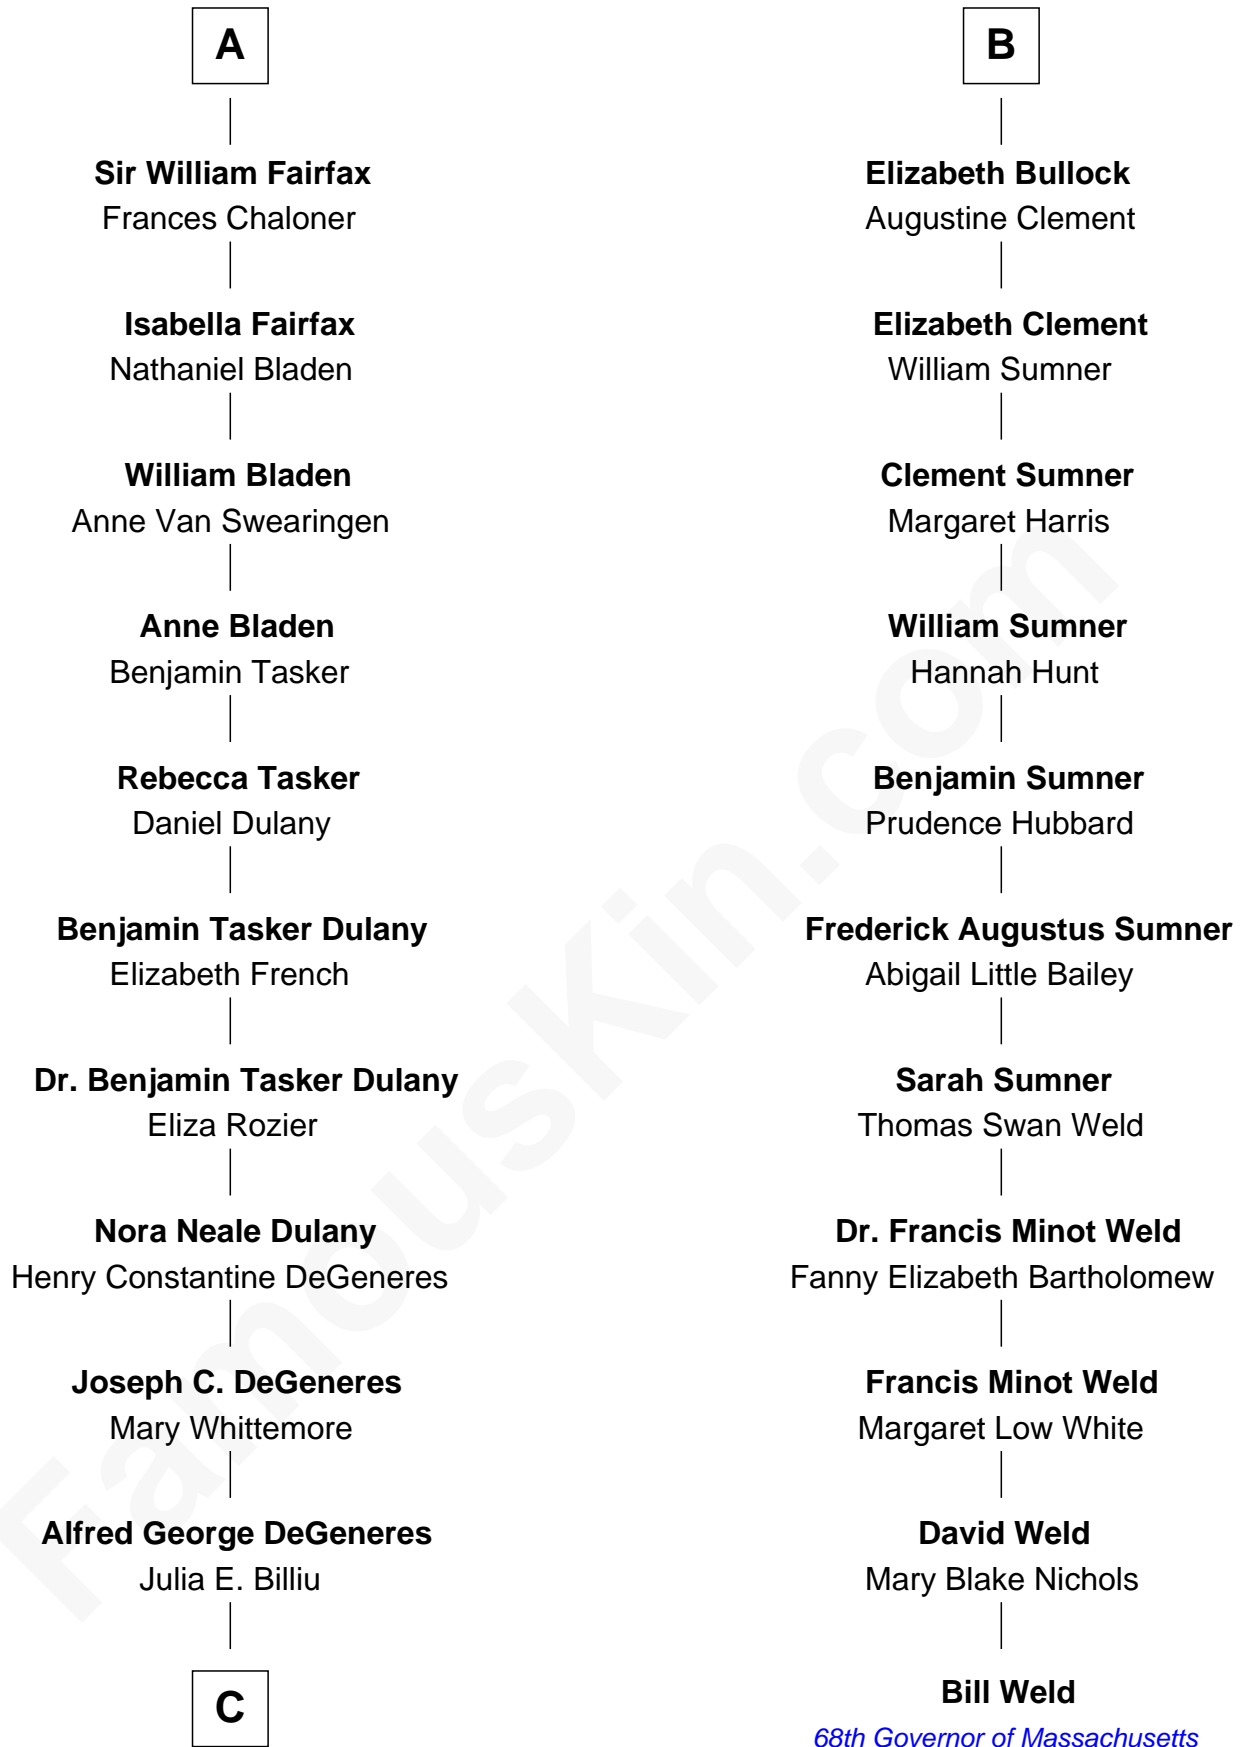 A
Sir William Fairfax
Frances Chaloner
Isabella Fairfax
Nathaniel Bladen
William Bladen
Anne Van Swearingen
Anne Bladen
Benjamin Tasker
Rebecca Tasker
Daniel Dulany
Benjamin Tasker Dulany
Elizabeth French
Dr. Benjamin Tasker Dulany
Eliza Rozier
Nora Neale Dulany
Henry Constantine DeGeneres
Joseph C. DeGeneres
Mary Whittemore
Alfred George DeGeneres
Julia E. Billiu
C
B
Elizabeth Bullock
Augustine Clement
Elizabeth Clement
William Sumner
Clement Sumner
Margaret Harris
William Sumner
Hannah Hunt
Benjamin Sumner
Prudence Hubbard
Frederick Augustus Sumner
Abigail Little Bailey
Sarah Sumner
Thomas Swan Weld
Dr. Francis Minot Weld
Fanny Elizabeth Bartholomew
Francis Minot Weld
Margaret Low White
David Weld
Mary Blake Nichols
Bill Weld
68th Governor of Massachusetts
FamousKin.com